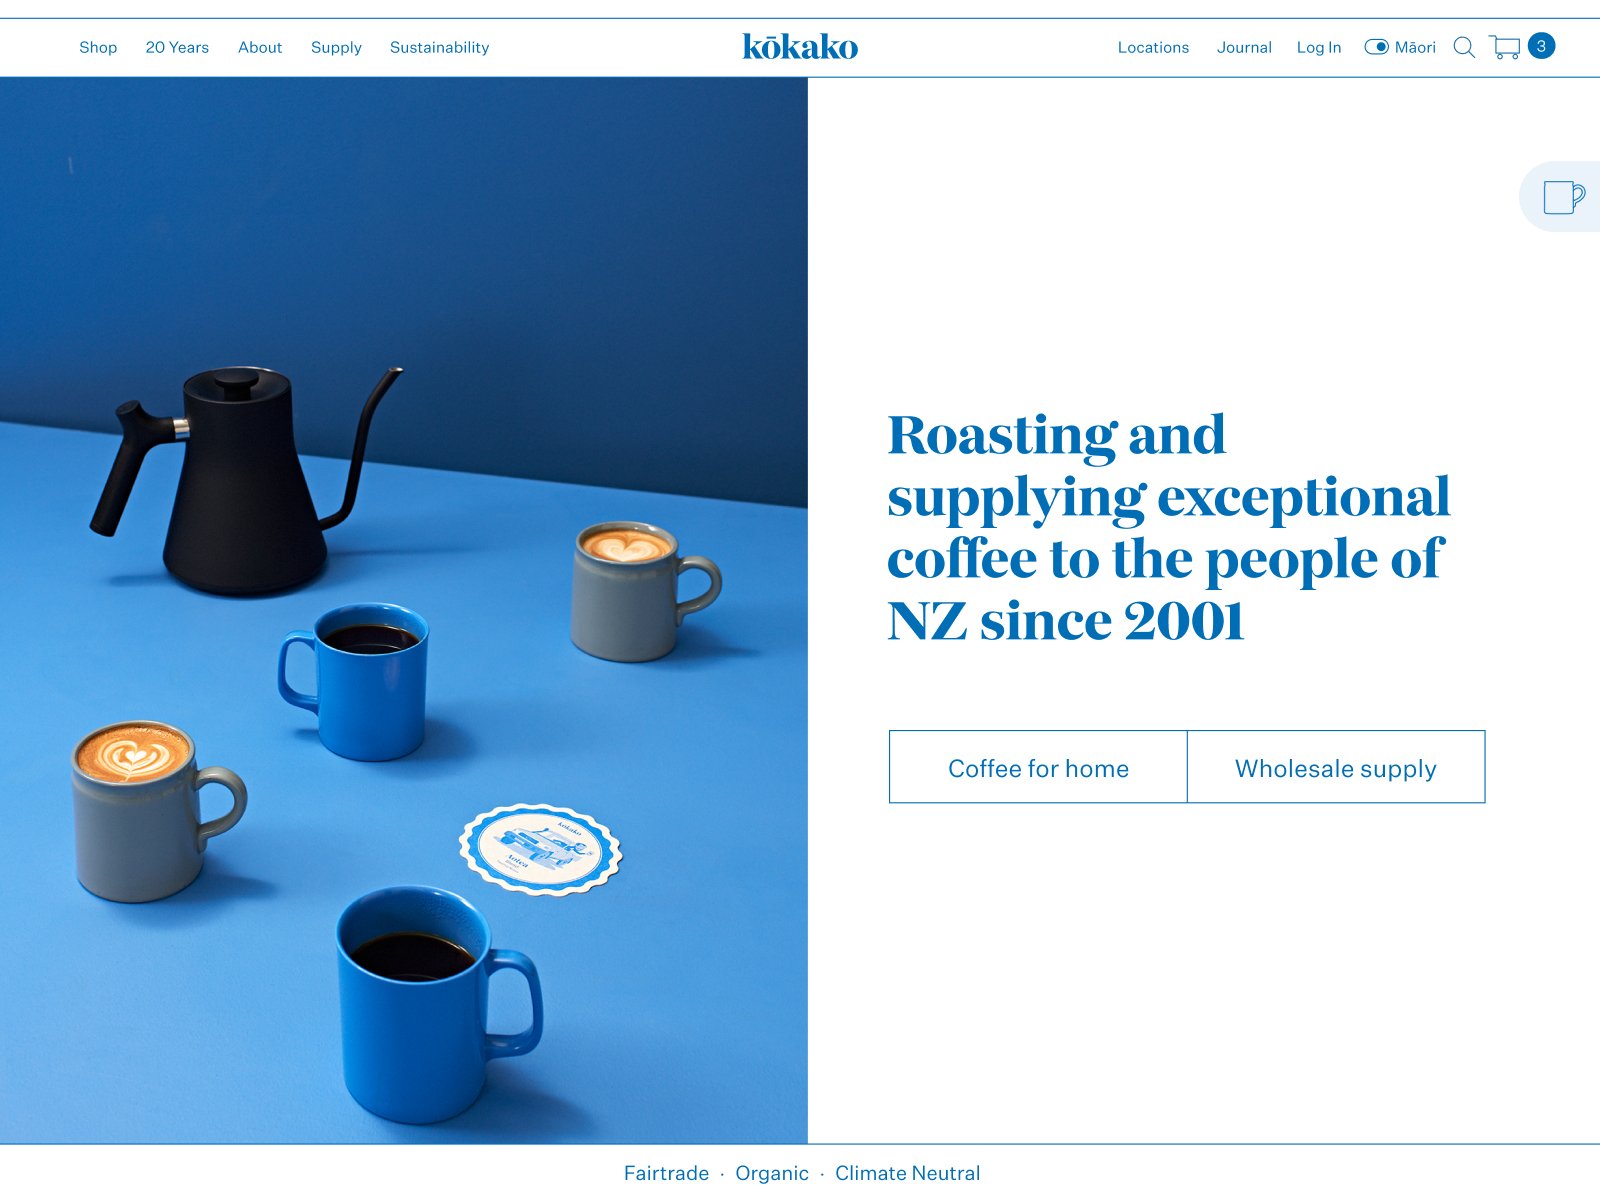 Shop 20 Years About Supply Sustainability kōkako Locations Journal Log In Māori 3
Roasting and
supplying exceptional
coffee to the people of
NZ since 2001
Coffee for home Wholesale supply
kōkako
Aotea
Fairtrade · Organic · Climate Neutral